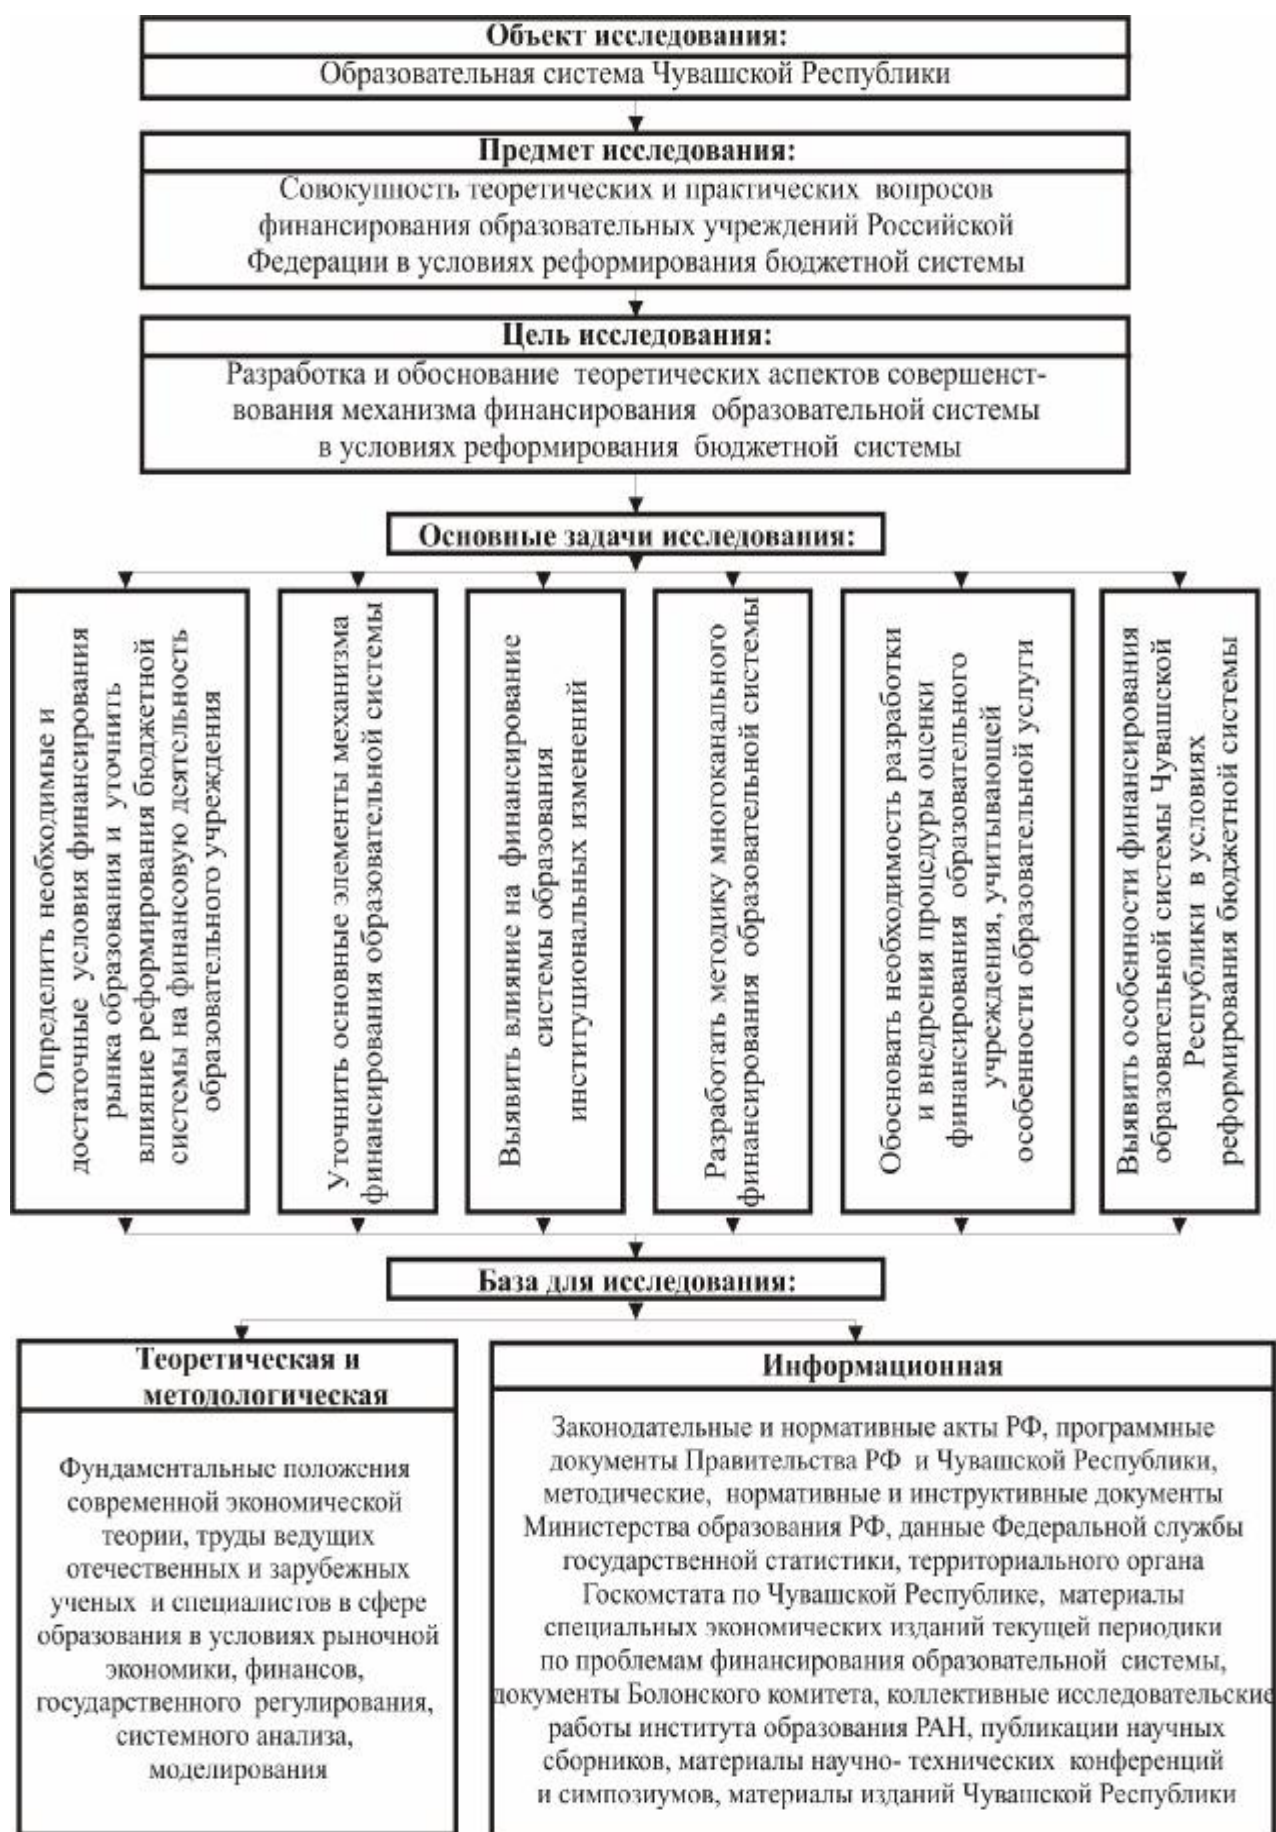 Объект исследования:
Образовательная система Чувашской Республики
Предмет исследования:
Совокупность теоретических и практических вопросов
финансирования образовательных учреждений Российской
Федерации в условиях реформирования бюджетной системы
Цель исследования:
Разработка и обоснование теоретических аспектов совершенст-
вования механизма финансирования образовательной системы
в условиях реформирования бюджетной системы
Основные задачи исследования:
Определить необходимые и
достаточные условия финансирования
рынка образования и уточнить
влияние реформирования бюджетной
системы на финансовую деятельность
образовательного учреждения
Уточнить основные элементы механизма
финансирования образовательной системы
Выявить влияние на финансирование
системы образования
институциональных изменений
Разработать методику многоканального
финансирования образовательной системы
Обосновать необходимость разработки
и внедрения процедуры оценки
финансирования образовательного
учреждения, учитывающей
особенности образовательной услуги
Выявить особенности финансирования
образовательной системы Чувашской
Республики в условиях
реформирования бюджетной системы
База для исследования:
Теоретическая и
методологическая
Фундаментальные положения
современной экономической
теории, труды ведущих
отечественных и зарубежных
ученых и специалистов в сфере
образования в условиях рыночной
экономики, финансов,
государственного регулирования,
системного анализа,
моделирования
Информационная
Законодательные и нормативные акты РФ, программные
документы Правительства РФ и Чувашской Республики,
методические, нормативные и инструктивные документы
Министерства образования РФ, данные Федеральной службы
государственной статистики, территориального органа
Госкомстата по Чувашской Республике, материалы
специальных экономических изданий текущей периодики
по проблемам финансирования образовательной системы,
документы Болонского комитета, коллективные исследовательские
работы института образования РАН, публикации научных
сборников, материалы научно- технических конференций
и симпозиумов, материалы изданий Чувашской Республики